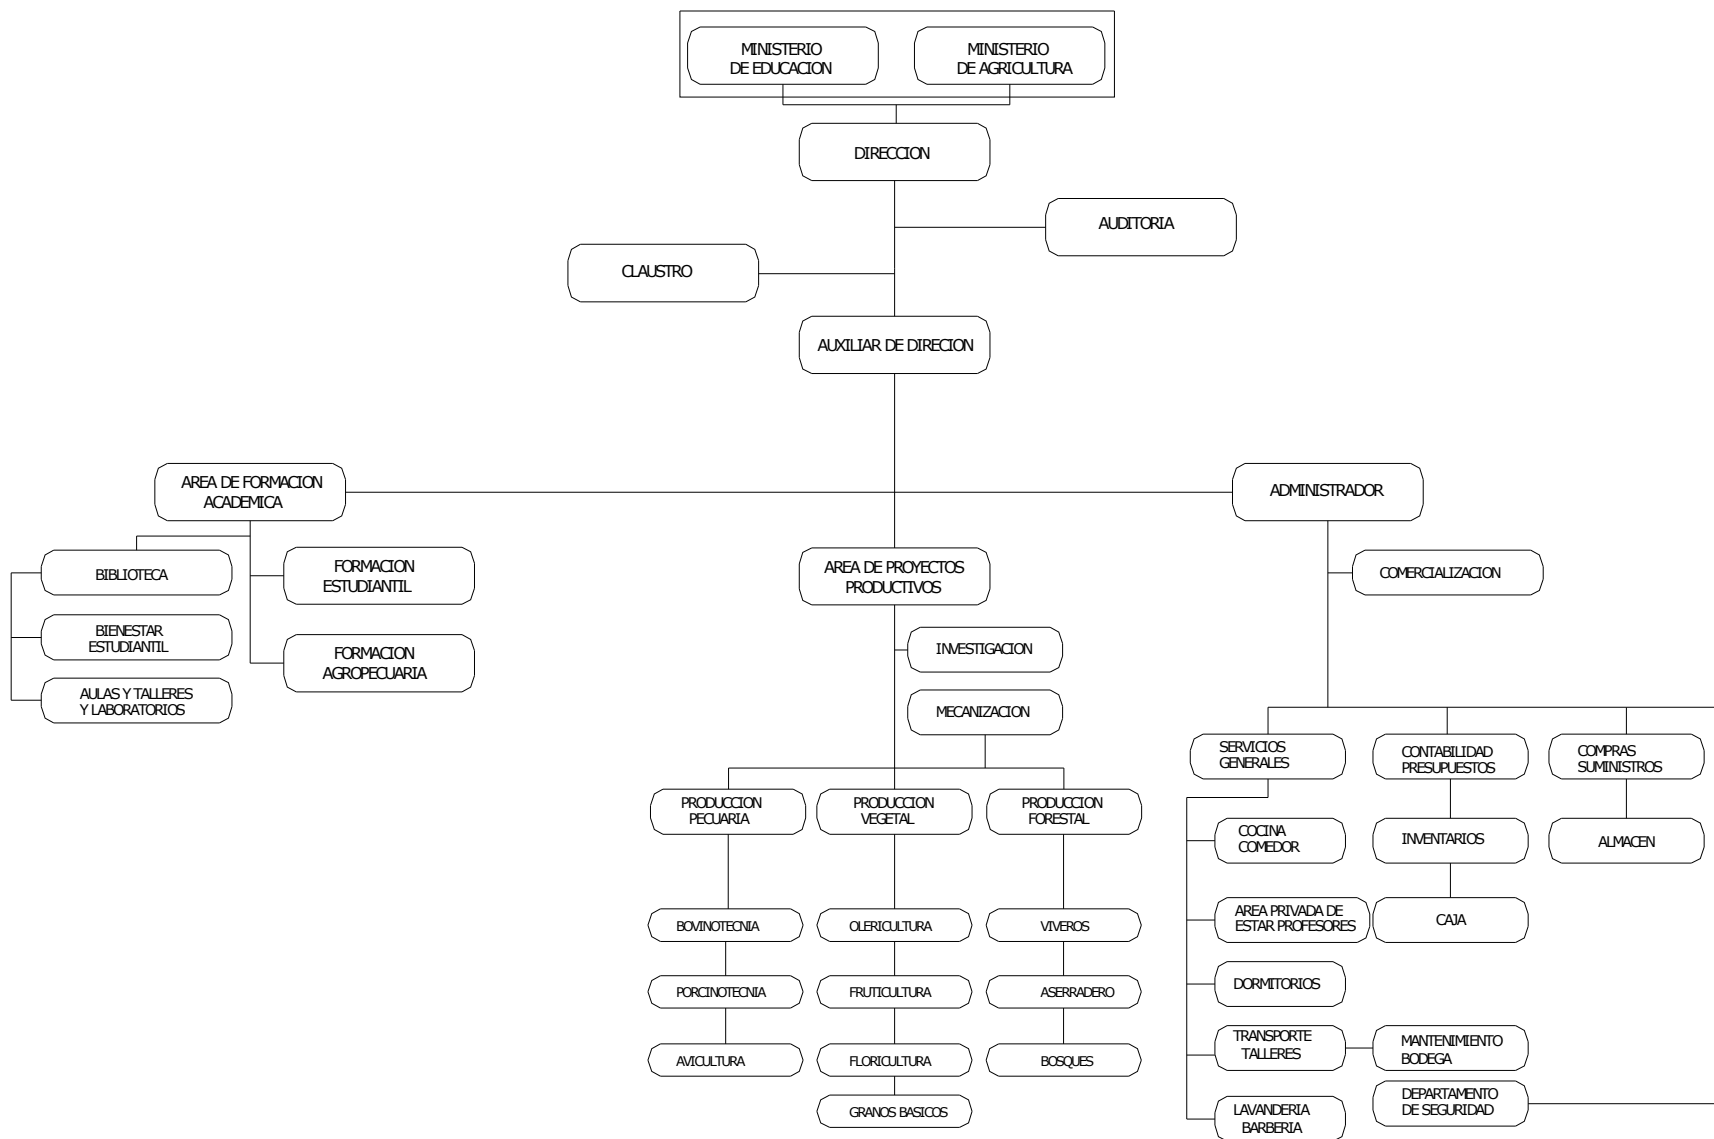 MINISTERIO
DE EDUCACION
MINISTERIO
DE AGRICULTURA
DIRECCION
AUDITORIA
CLAUSTRO
AUXILIAR DE DIRECION
AREA DE FORMACION
ACADEMICA
ADMINISTRADOR
BIBLIOTECA
FORMACION
ESTUDIANTIL
AREA DE PROYECTOS
PRODUCTIVOS
COMERCIALIZACION
BIENESTAR
ESTUDIANTIL
FORMACION
AGROPECUARIA
INVESTIGACION
AULAS Y TALLERES
Y LABORATORIOS
MECANIZACION
SERVICIOS
GENERALES
CONTABILIDAD
PRESUPUESTOS
COMPRAS
SUMINISTROS
PRODUCCION
PECUARIA
PRODUCCION
VEGETAL
PRODUCCION
FORESTAL
COCINA
COMEDOR
INVENTARIOS
ALMACEN
BOVINOTECNIA
OLERICULTURA
VIVEROS
AREA PRIVADA DE
ESTAR PROFESORES
CAJA
PORCINOTECNIA
FRUTICULTURA
ASERRADERO
DORMITORIOS
AVICULTURA
FLORICULTURA
BOSQUES
TRANSPORTE
TALLERES
MANTENIMIENTO
BODEGA
GRANOS BASICOS
LAVANDERIA
BARBERIA
DEPARTAMENTO
DE SEGURIDAD